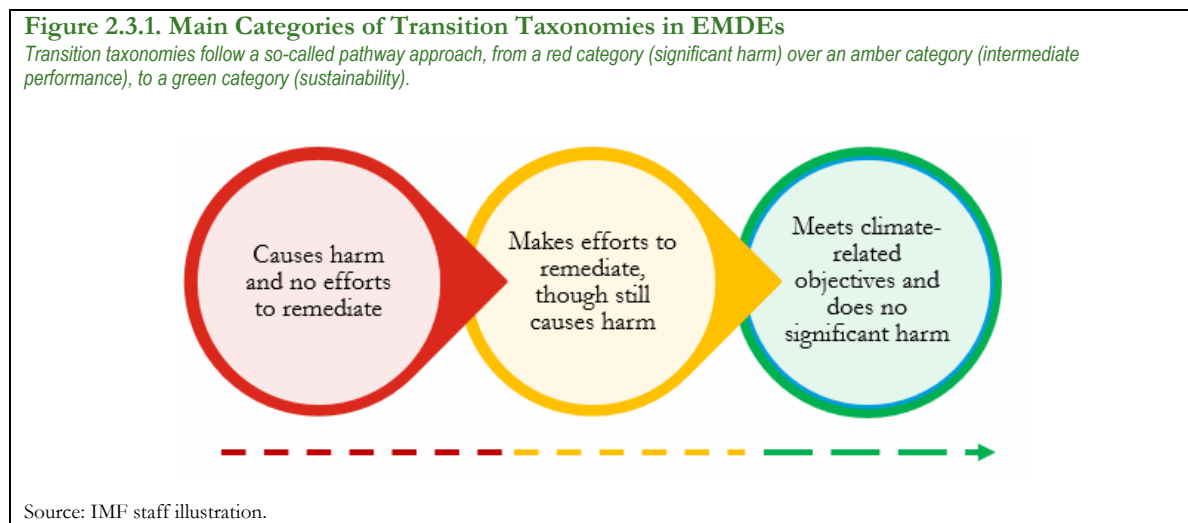 Figure 2.3.1. Main Categories of Transition Taxonomies in EMDEs
Transition taxonomies follow a so-called pathway approach, from a red category (significant harm) over an amber category (intermediate
performance), to a green category (sustainability).
Causes harm
and no efforts
to remediate
Makes efforts to
remediate,
though still
causes harm
Meets climate-
related
objectives and
does no
significant harm
Source: IMF staff illustration.